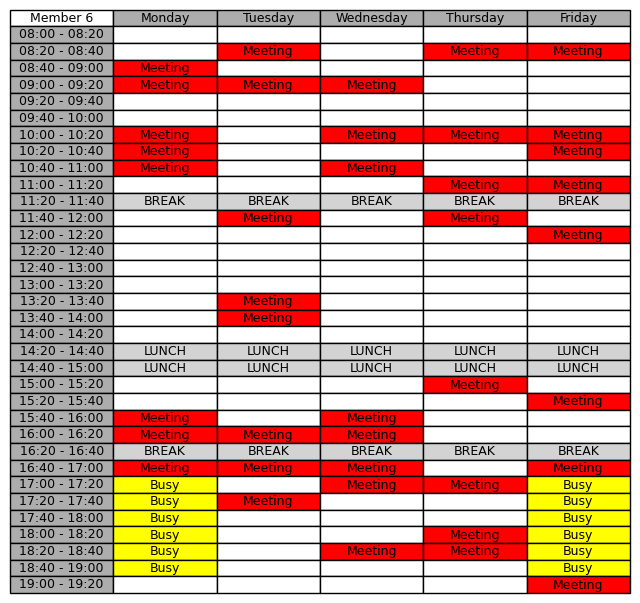 Member 6 Monday Tuesday Wednesday Thursday Friday
08:00 - 08:20
08:20 - 08:40 Meeting Meeting Meeting
08:40 - 09:00 Meeting
09:00 - 09:20 Meeting Meeting Meeting
09:20 - 09:40
09:40 - 10:00
10:00 - 10:20 Meeting Meeting Meeting Meeting
10:20 - 10:40 Meeting Meeting
10:40 - 11:00 Meeting Meeting
11:00 - 11:20 Meeting Meeting
11:20 - 11:40 BREAK BREAK BREAK BREAK BREAK
11:40 - 12:00 Meeting Meeting
12:00 - 12:20 Meeting
12:20 - 12:40
12:40 - 13:00
13:00 - 13:20
13:20 - 13:40 Meeting
13:40 - 14:00 Meeting
14:00 - 14:20
14:20 - 14:40 LUNCH LUNCH LUNCH LUNCH LUNCH
14:40 - 15:00 LUNCH LUNCH LUNCH LUNCH LUNCH
15:00 - 15:20 Meeting
15:20 - 15:40 Meeting
15:40 - 16:00 Meeting Meeting
16:00 - 16:20 Meeting Meeting Meeting
16:20 - 16:40 BREAK BREAK BREAK BREAK BREAK
16:40 - 17:00 Meeting Meeting Meeting Meeting
17:00 - 17:20 Busy Meeting Meeting Busy
17:20 - 17:40 Busy Meeting Busy
17:40 - 18:00 Busy Busy
18:00 - 18:20 Busy Meeting Busy
18:20 - 18:40 Busy Meeting Meeting Busy
18:40 - 19:00 Busy Busy
19:00 - 19:20 Meeting